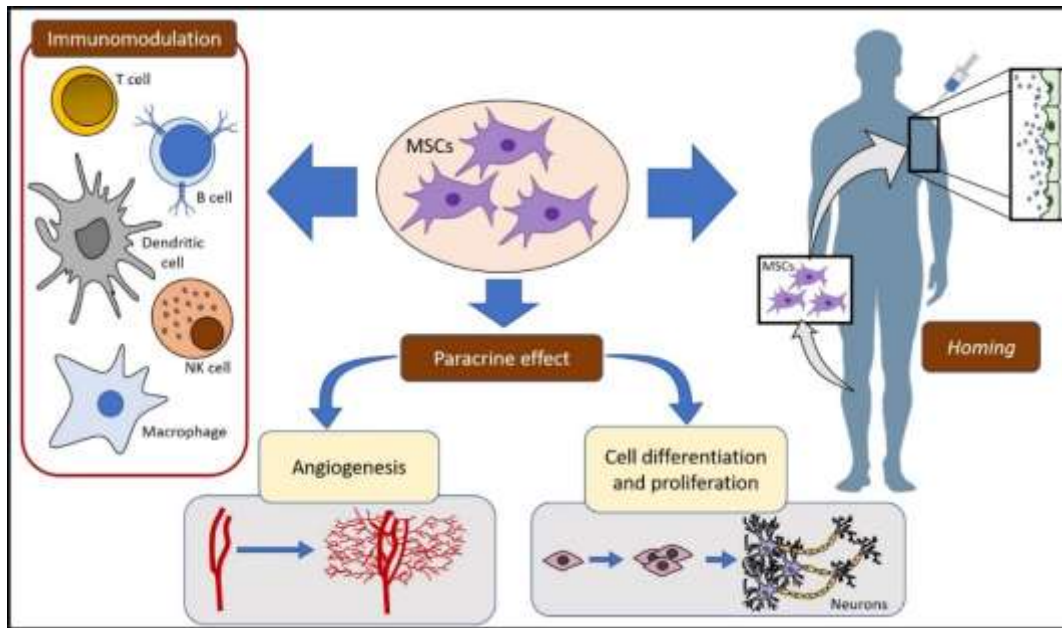 Immunomodulation
T cell
B cell
Dendritic
cell
NK cell
Macrophage
MSCs
Paracrine effect
Angiogenesis
Cell differentiation
and proliferation
Neurons
MSCs
Homing